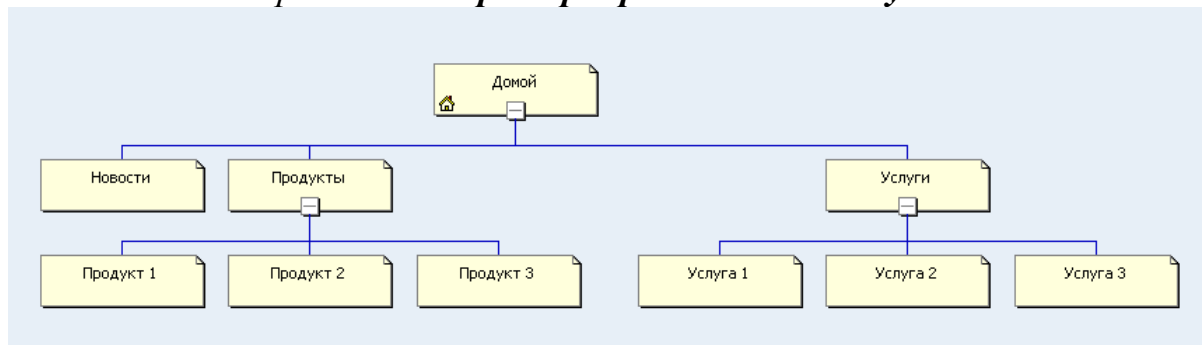 Домой
Новости
Продукты
Услуги
Продукт 1
Продукт 2
Продукт 3
Услуга 1
Услуга 2
Услуга 3